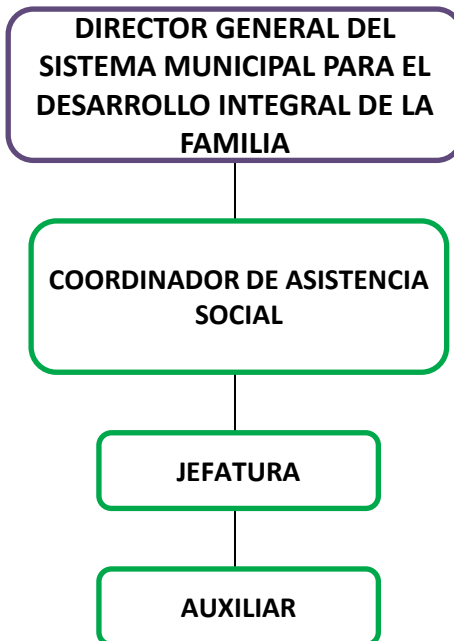 DIRECTOR GENERAL DEL
SISTEMA MUNICIPAL PARA EL
DESARROLLO INTEGRAL DE LA
FAMILIA
COORDINADOR DE ASISTENCIA
SOCIAL
JEFATURA
AUXILIAR